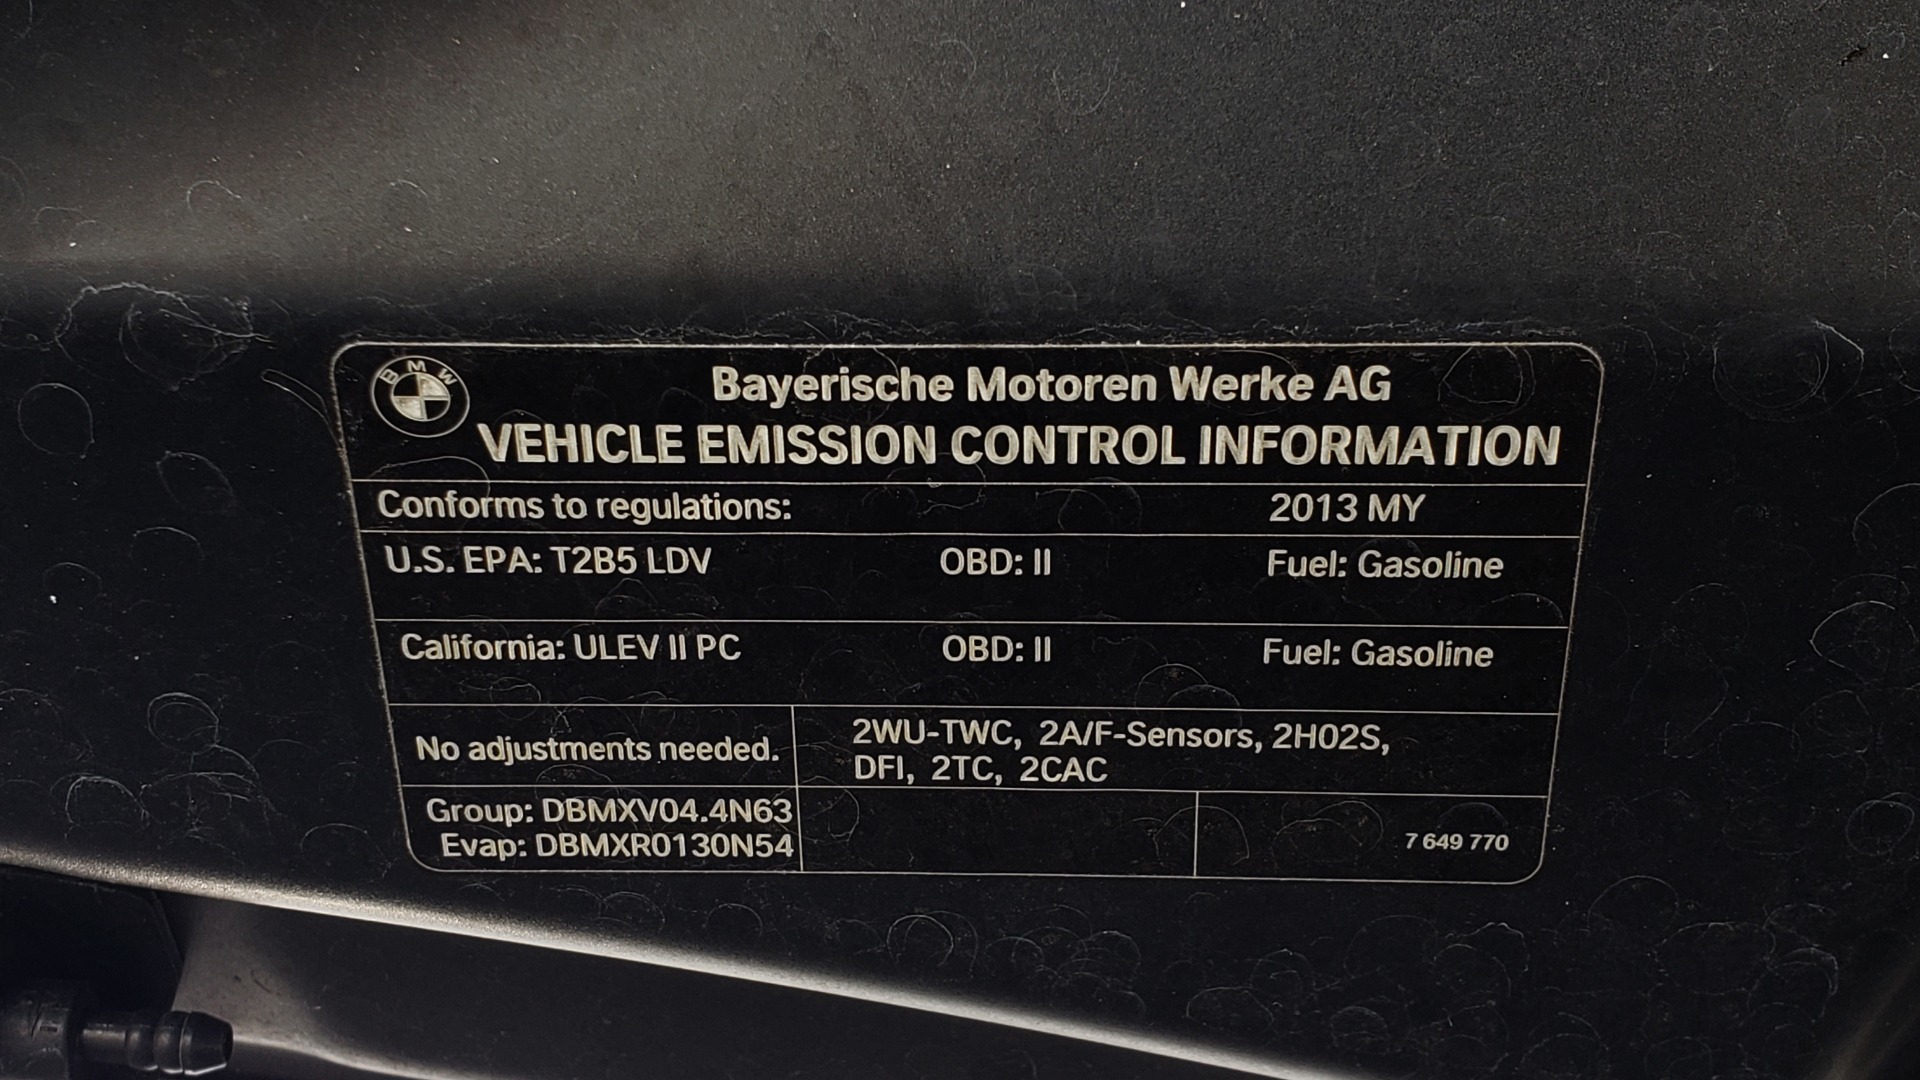 BMW
Bayerische Motoren Werke AG
VEHICLE EMISSION CONTROL INFORMATION
Conforms to regulations: 2013 MY
U.S. EPA: T2B5 LDV OBD: II Fuel: Gasoline
California: ULEV II PC OBD: II Fuel: Gasoline
No adjustments needed.
2WU-TWC, 2A/F-Sensors, 2H02S,
DFI, 2TC, 2CAC
Group: DBMXV04.4N63
Evap: DBMXR0130N54
7 649 770